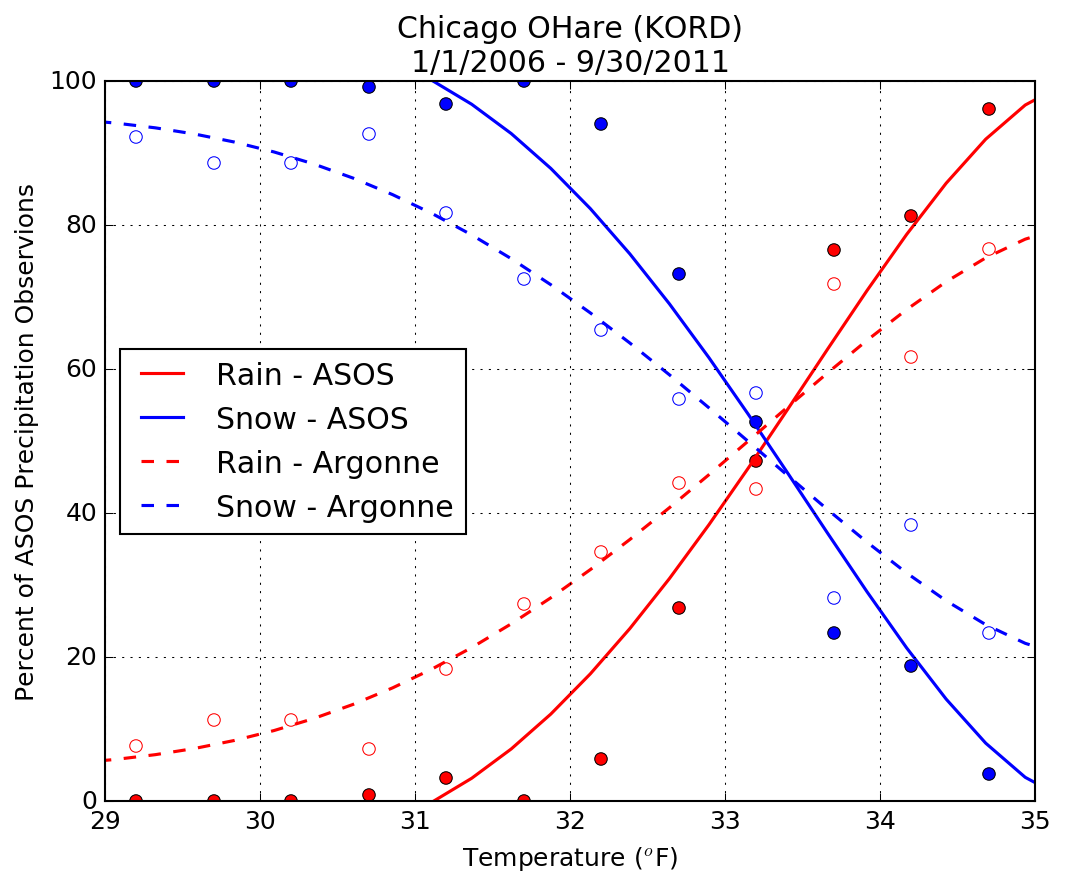 Chicago OHare (KORD)
1/1/2006 - 9/30/2011
Percent of ASOS Precipitation Observions
100
80
60
40
20
0
Rain - ASOS
Snow - ASOS
Rain - Argonne
Snow - Argonne
29 30 31 32 33 34 35
Temperature (°F)